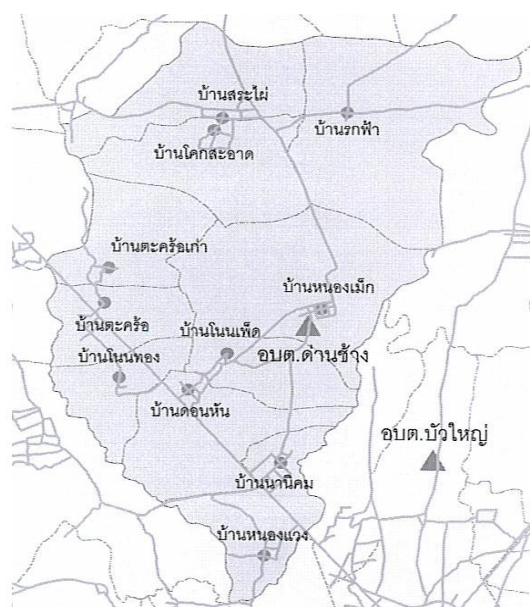 บ้านสระไผ่
บ้านรกฟ้า
บ้านโคกสะอาด
บ้านตะคร้อเก่า
บ้านหนองเม็ก
บ้านตะคร้อ
บ้านโนนเพ็ด
บ้านโนนทอง
อบต.ด่านช้าง
บ้านดอนหัน
อบต.บัวใหญ่
บ้านนานิคม
บ้านหนองแวง